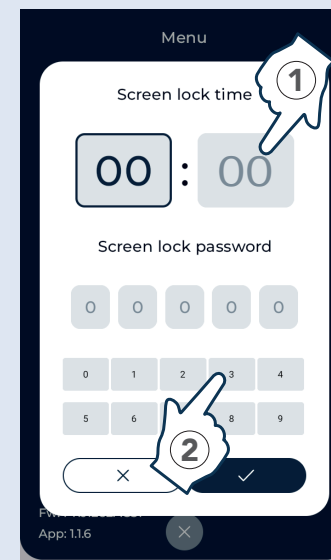 Menu
Screen lock time
1
00 : 00
Screen lock password
0 0 0 0 0
0 1 2 3 4
5 6 8 9
2
App: 1.1.6